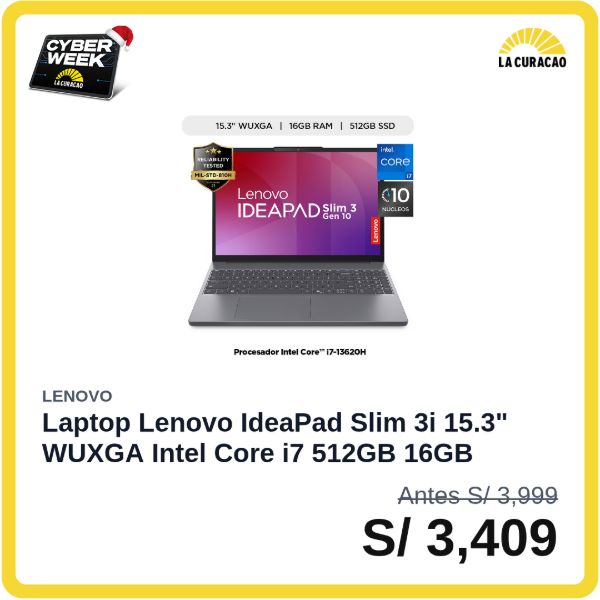 CYBER
WEEK
LA CURACAO
LA CURACAO
15.3" WUXGA | 16GB RAM | 512GB SSD
RELIABILITY
TESTED
MIL-STD-810H
intel.
CORE
i7
10
NÚCLEOS
Lenovo
IDEAPAD Slim 3
Gen 10
Lenovo
Procesador Intel Core™ i7-13620H
LENOVO
Laptop Lenovo IdeaPad Slim 3i 15.3"
WUXGA Intel Core i7 512GB 16GB
Antes S/ 3,999
S/ 3,409